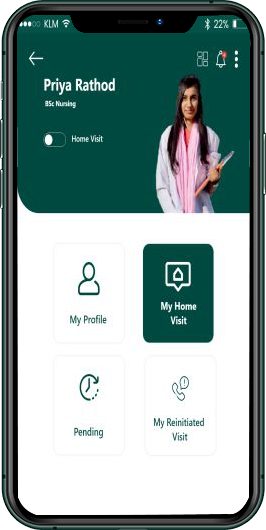 KLM 22%
Priya Rathod
BSc Nursing
Home Visit
My Profile
My Home
Visit
Pending
My Reinitiated
Visit